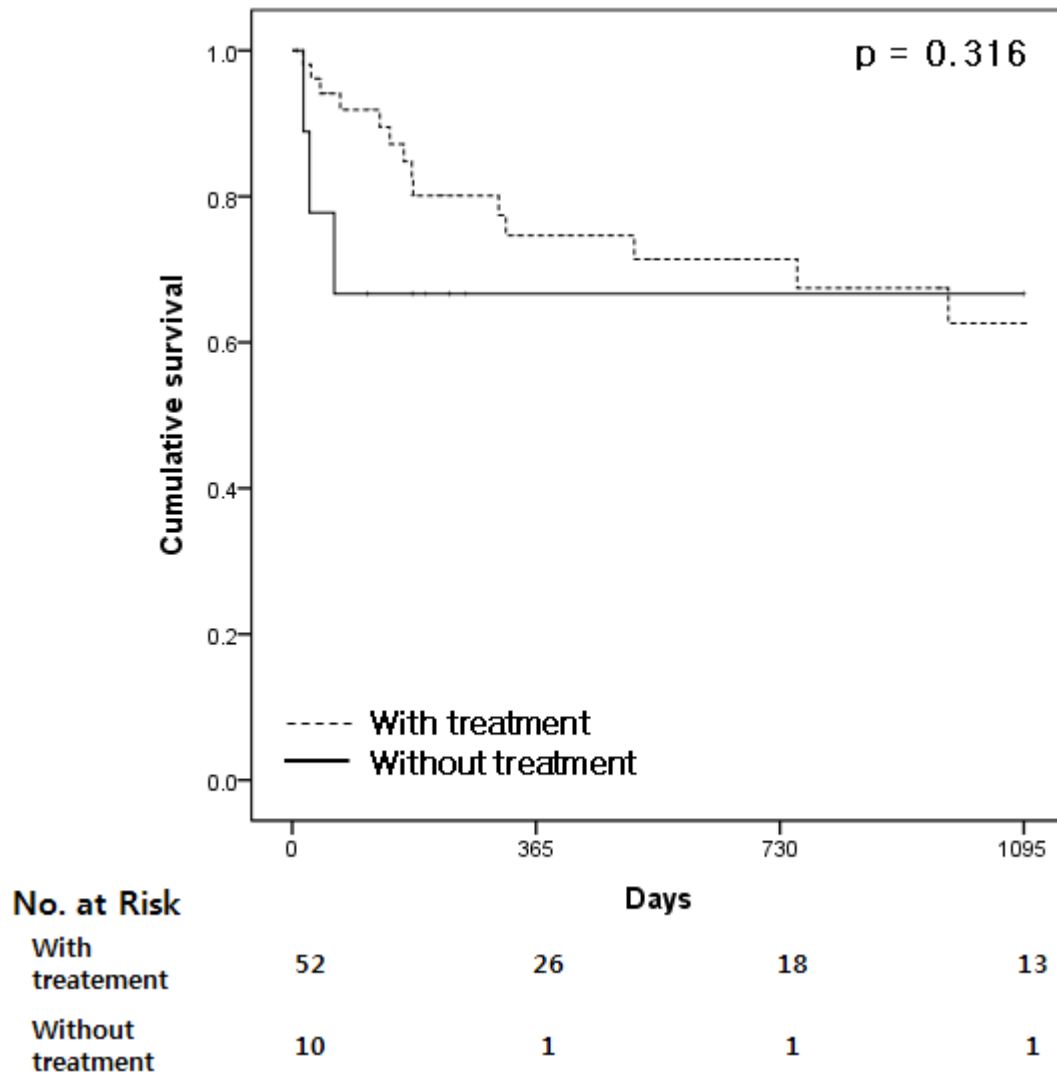 p = 0.316
1.0
0.8
0.6
0.4
0.2
0.0
Cumulative survival
With treatment
Without treatment
0 365 730 1095
Days
No. at Risk
With
treatement 52 26 18 13
Without
treatment 10 1 1 1